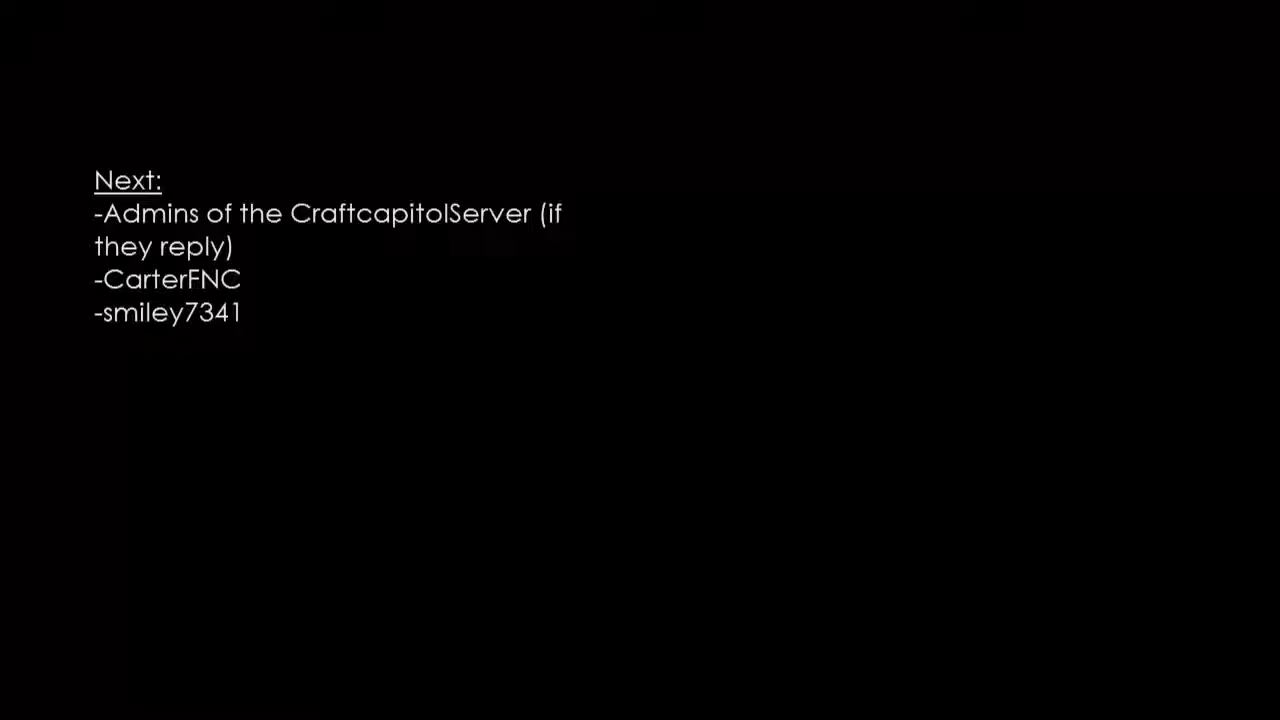 Next:
-Admins of the CraftcapitolServer (if
they reply)
-CarterFNC
-smiley7341